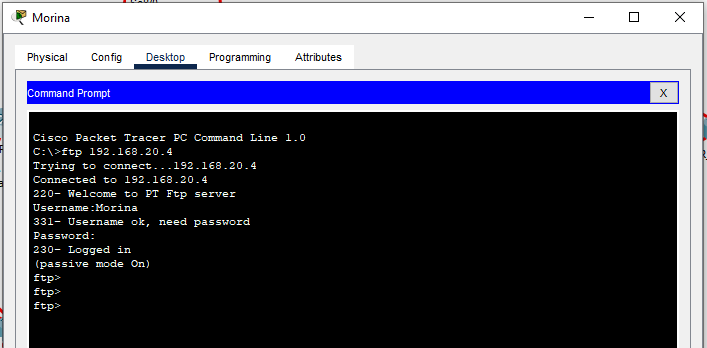 Morina
Physical Config Desktop Programming Attributes
Command Prompt X
Cisco Packet Tracer PC Command Line 1.0
C:\>ftp 192.168.20.4
Trying to connect...192.168.20.4
Connected to 192.168.20.4
220- Welcome to PT Ftp server
Username:Morina
331- Username ok, need password
Password:
230- Logged in
(passive mode On)
ftp>
ftp>
ftp>